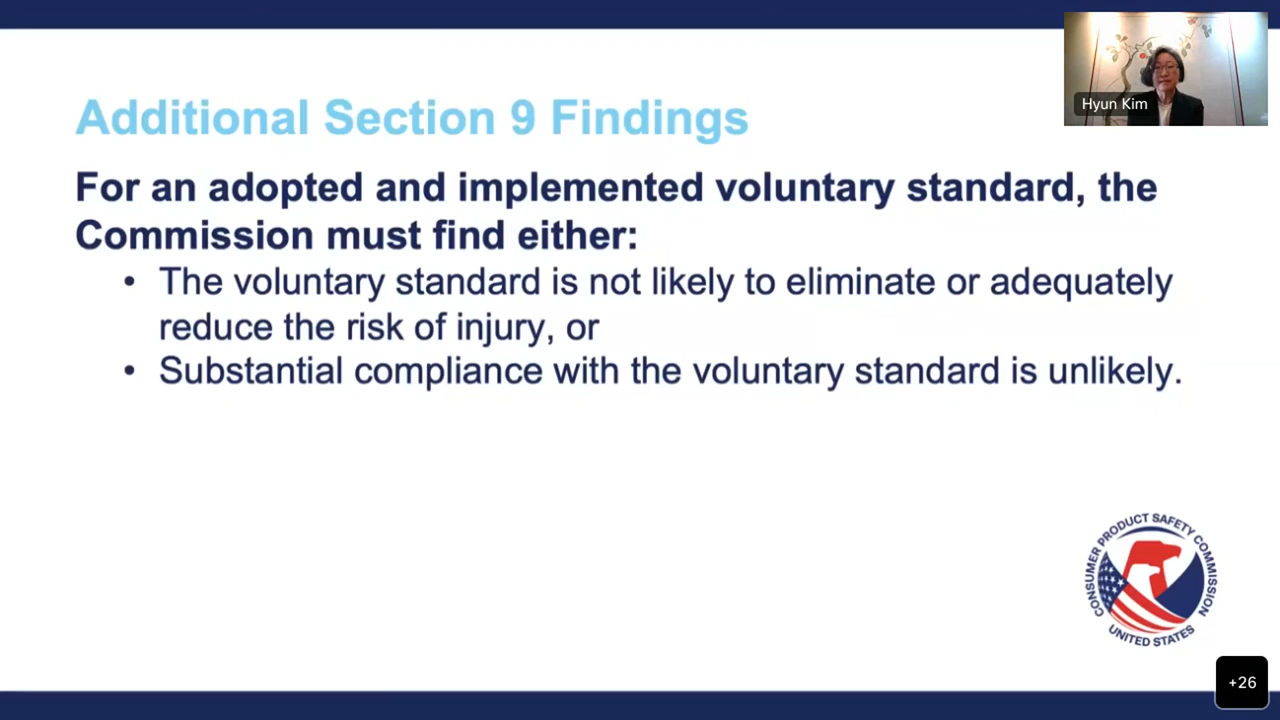 Hyun Kim
Additional Section 9 Findings
For an adopted and implemented voluntary standard, the
Commission must find either:
• The voluntary standard is not likely to eliminate or adequately
reduce the risk of injury, or
• Substantial compliance with the voluntary standard is unlikely.
CONSUMER PRODUCT SAFETY COMMISSION
UNITED STATES
+26